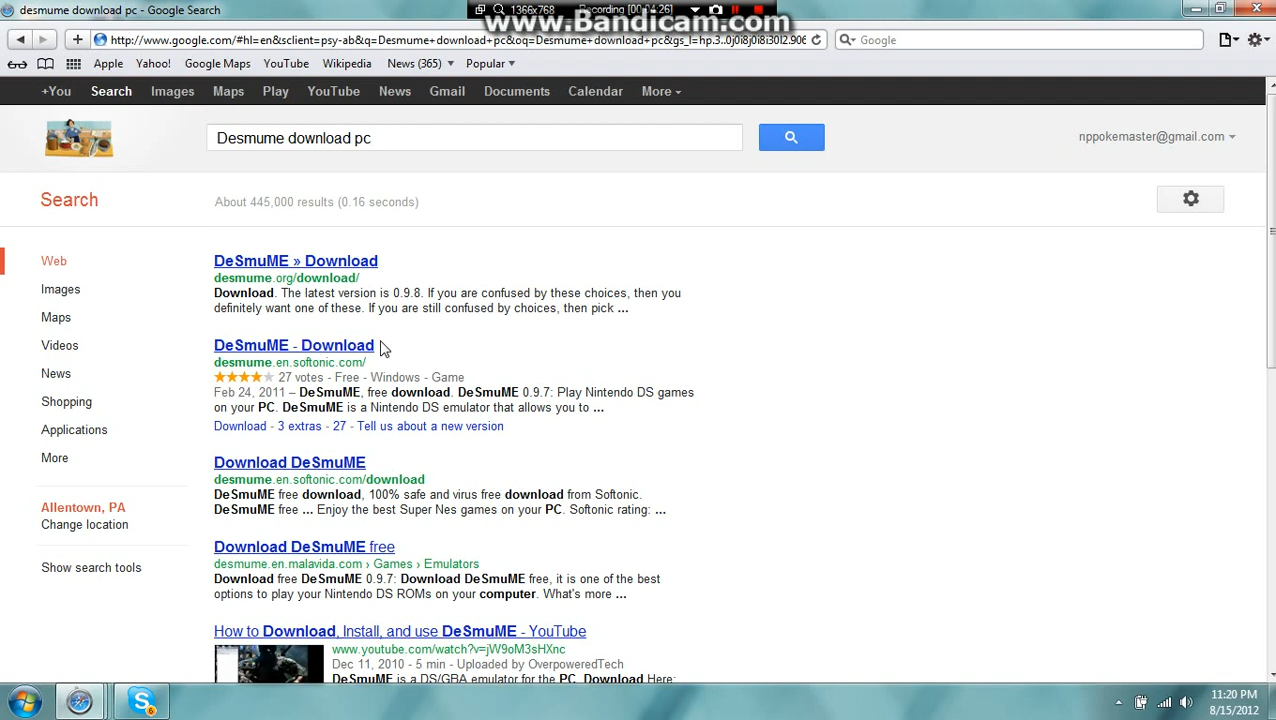 desmume download pc - Google Search
1366x768 Recording [00:04:26]
www.Bandicam.com
http://www.google.com/#hl=en&sclient=psy-ab&q=Desmume+download+pc&oq=Desmume+download+pc&gs_l=hp.3..0j0i8j0i8i30l2.906
Google
Apple Yahoo! Google Maps YouTube Wikipedia News (365) Popular
+You Search Images Maps Play YouTube News Gmail Documents Calendar More
Desmume download pc
nppokemaster@gmail.com
Search
About 445,000 results (0.16 seconds)
Web
Images
Maps
Videos
News
Shopping
Applications
More
Allentown, PA
Change location
Show search tools
DeSmuME » Download
desmume.org/download/
Download. The latest version is 0.9.8. If you are confused by these choices, then you
definitely want one of these. If you are still confused by choices, then pick ...
DeSmuME - Download
desmume.en.softonic.com/
27 votes - Free - Windows - Game
Feb 24, 2011 – DeSmuME, free download. DeSmuME 0.9.7: Play Nintendo DS games
on your PC. DeSmuME is a Nintendo DS emulator that allows you to ...
Download - 3 extras - 27 - Tell us about a new version
Download DeSmuME
desmume.en.softonic.com/download
DeSmuME free download, 100% safe and virus free download from Softonic.
DeSmuME free ... Enjoy the best Super Nes games on your PC. Softonic rating: ...
Download DeSmuME free
desmume.en.malavida.com › Games › Emulators
Download free DeSmuME 0.9.7: Download DeSmuME free, it is one of the best
options to play your Nintendo DS ROMs on your computer. What's more ...
How to Download, Install, and use DeSmuME - YouTube
www.youtube.com/watch?v=jW9oM3sHXnc
Dec 11, 2010 - 5 min - Uploaded by OverpoweredTech
DeSmuME is a DS/GBA emulator for the PC. Download Here:
6
11:20 PM
8/15/2012